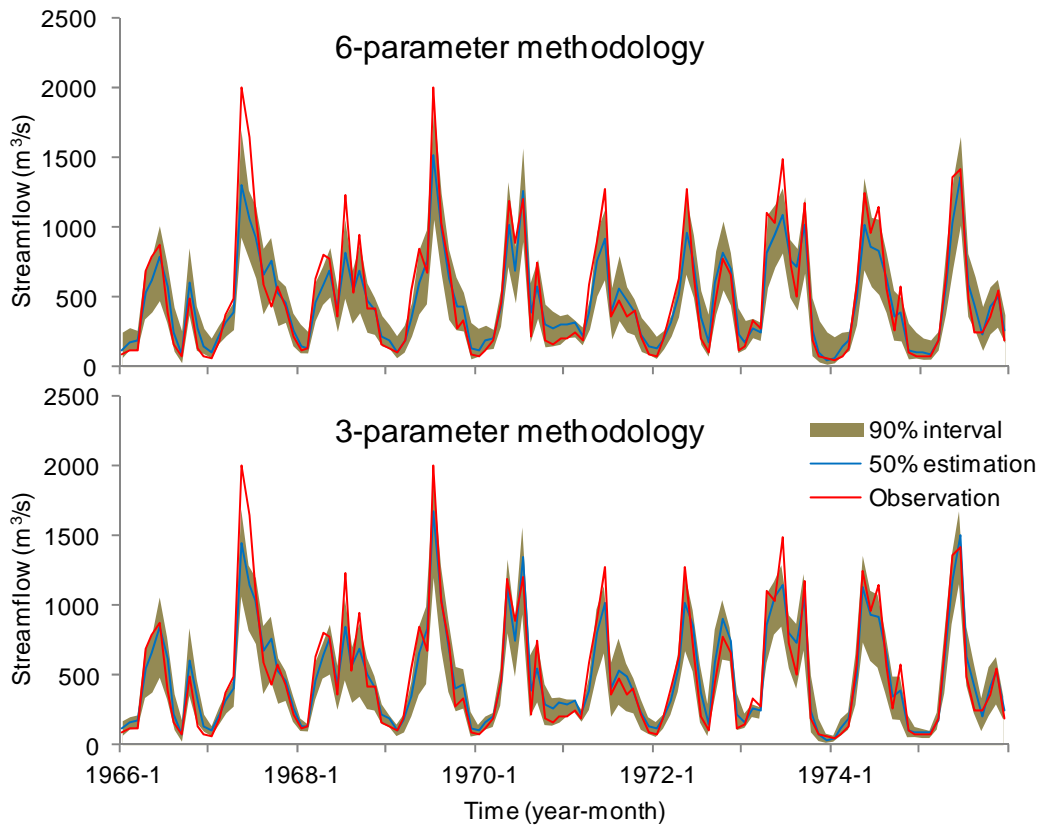 6-parameter methodology
Streamflow (m³/s)
2500
2000
1500
1000
500
0
3-parameter methodology
Streamflow (m³/s)
2500
2000
1500
1000
500
0
90% interval
50% estimation
Observation
1966-1 1968-1 1970-1 1972-1 1974-1
Time (year-month)